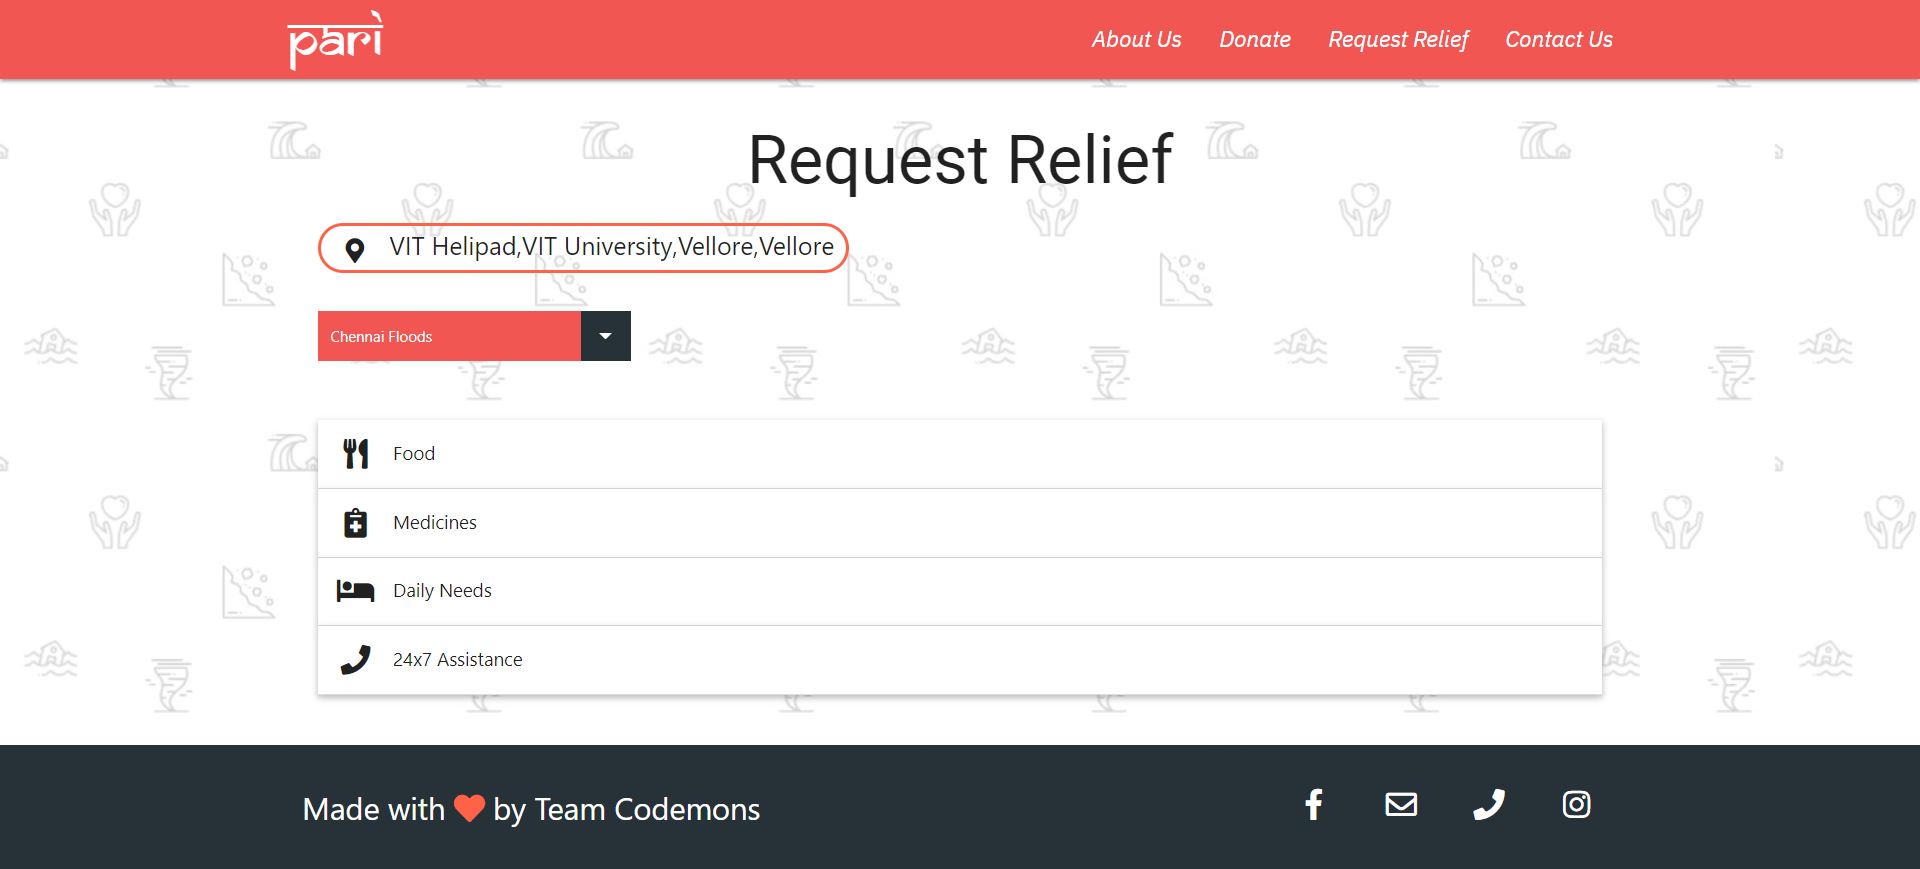 pari
About Us Donate Request Relief Contact Us
Request Relief
VIT Helipad,VIT University,Vellore,Vellore
Chennai Floods
Food
Medicines
Daily Needs
24x7 Assistance
Made with by Team Codemons